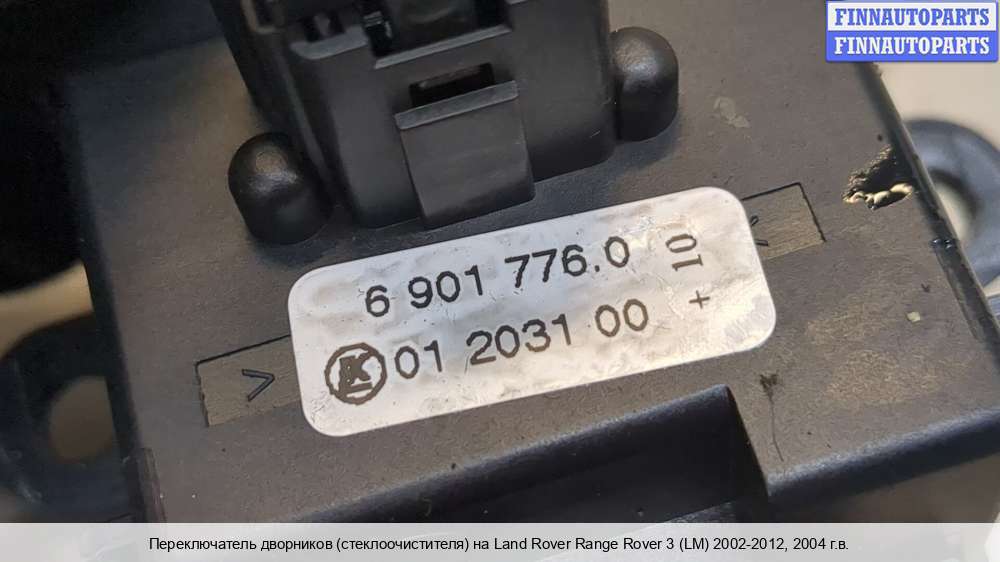 FINNAUTOPARTS
FINNAUTOPARTS
6 901 776.0
01 2031 00
+ 10
Переключатель дворников (стеклоочистителя) на Land Rover Range Rover 3 (LM) 2002-2012, 2004 г.в.